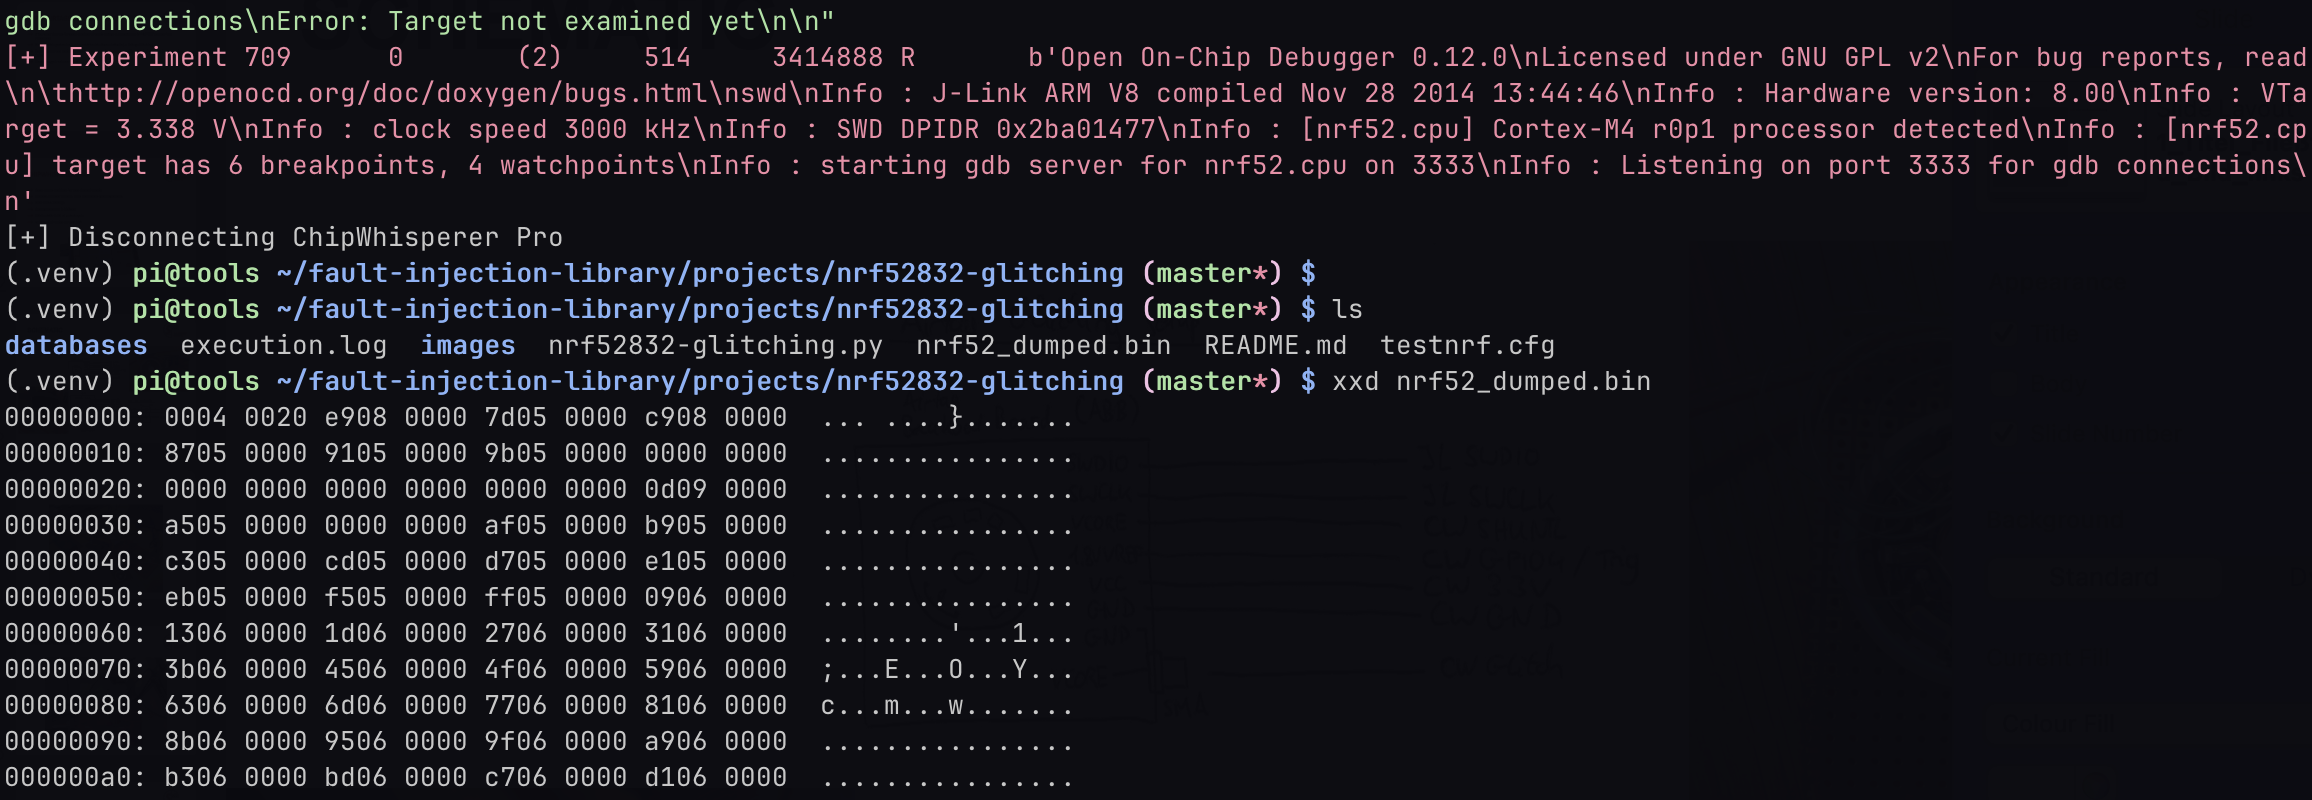 gdb connections\nError: Target not examined yet\n\n"
[+] Experiment 709      0       (2)     514     3414888 R       b'Open On-Chip Debugger 0.12.0\nLicensed under GNU GPL v2\nFor bug reports, read
\n\thttp://openocd.org/doc/doxygen/bugs.html\nswd\nInfo : J-Link ARM V8 compiled Nov 28 2014 13:44:46\nInfo : Hardware version: 8.00\nInfo : VTa
rget = 3.338 V\nInfo : clock speed 3000 kHz\nInfo : SWD DPIDR 0x2ba01477\nInfo : [nrf52.cpu] Cortex-M4 r0p1 processor detected\nInfo : [nrf52.cp
u] target has 6 breakpoints, 4 watchpoints\nInfo : starting gdb server for nrf52.cpu on 3333\nInfo : Listening on port 3333 for gdb connections\
n'
[+] Disconnecting ChipWhisperer Pro
(.venv) pi@tools ~/fault-injection-library/projects/nrf52832-glitching (master*) $
(.venv) pi@tools ~/fault-injection-library/projects/nrf52832-glitching (master*) $ ls
databases  execution.log  images  nrf52832-glitching.py  nrf52_dumped.bin  README.md  testnrf.cfg
(.venv) pi@tools ~/fault-injection-library/projects/nrf52832-glitching (master*) $ xxd nrf52_dumped.bin
00000000: 0004 0020 e908 0000 7d05 0000 c908 0000  ... ....}.......
00000010: 8705 0000 9105 0000 9b05 0000 0000 0000  ................
00000020: 0000 0000 0000 0000 0000 0000 0d09 0000  ................
00000030: a505 0000 0000 0000 af05 0000 b905 0000  ................
00000040: c305 0000 cd05 0000 d705 0000 e105 0000  ................
00000050: eb05 0000 f505 0000 ff05 0000 0906 0000  ................
00000060: 1306 0000 1d06 0000 2706 0000 3106 0000  ........'...1...
00000070: 3b06 0000 4506 0000 4f06 0000 5906 0000  ;...E...O...Y...
00000080: 6306 0000 6d06 0000 7706 0000 8106 0000  c...m...w.......
00000090: 8b06 0000 9506 0000 9f06 0000 a906 0000  ................
000000a0: b306 0000 bd06 0000 c706 0000 d106 0000  ................